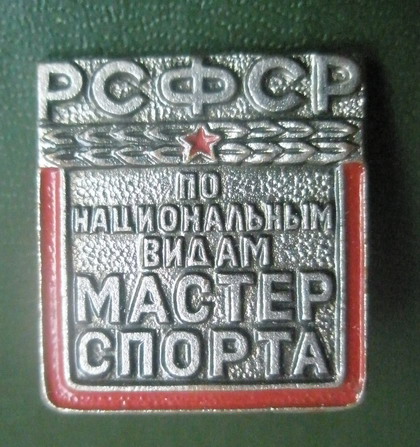 РСФСР
ПО
НАЦИОНАЛЬНЫМ
ВИДАМ
МАСТЕР
СПОРТА